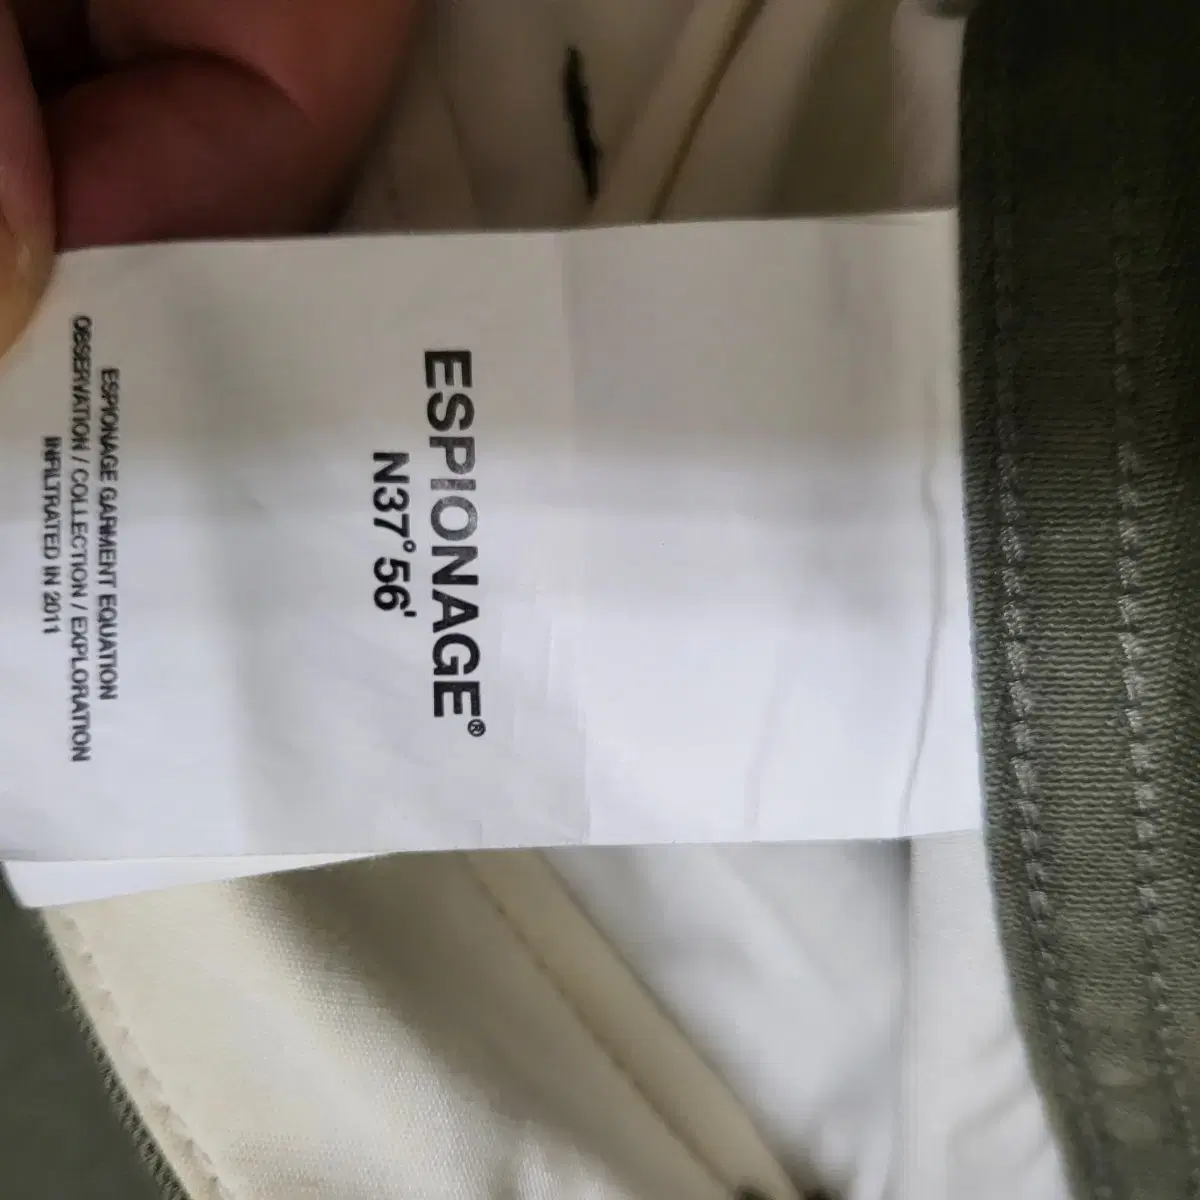 ESPIONAGE®
N37°56'
ESPIONAGE GARMENT EQUATION
OBSERVATION / COLLECTION / EXPLORATION
INFILTRATED IN 2011